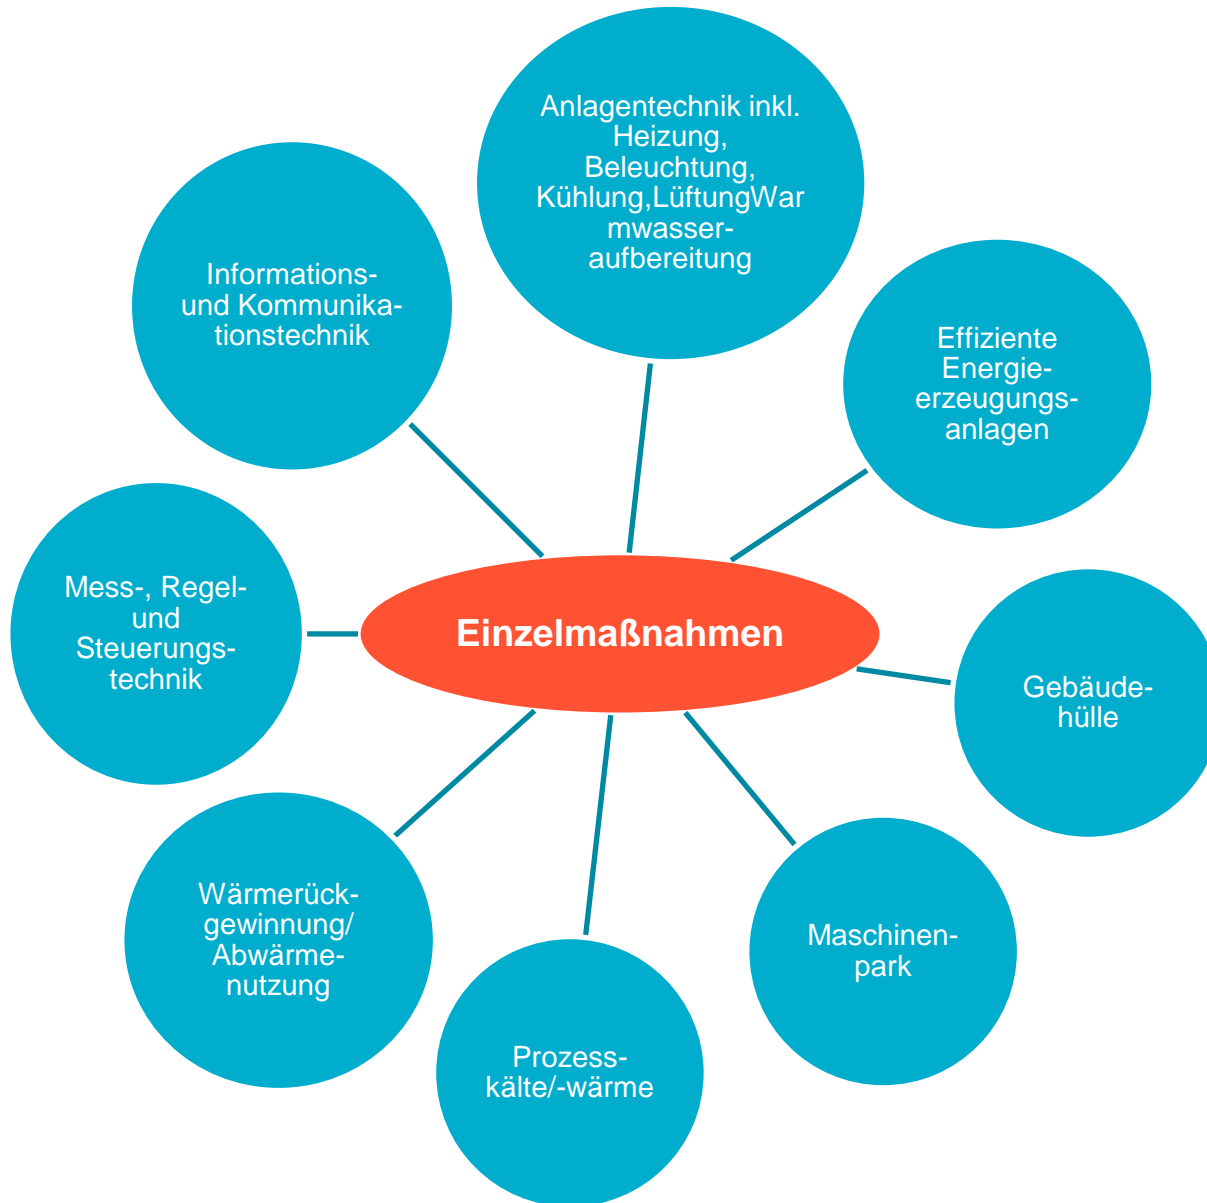 Anlagentechnik inkl.
Heizung,
Beleuchtung,
Kühlung,LüftungWar
mwasser-
aufbereitung
Informations-
und Kommunika-
tionstechnik
Effiziente
Energie-
erzeugungs-
anlagen
Mess-, Regel-
und
Steuerungs-
technik
Einzelmaßnahmen
Gebäude-
hülle
Wärmerück-
gewinnung/
Abwärme-
nutzung
Maschinen-
park
Prozess-
kälte/-wärme